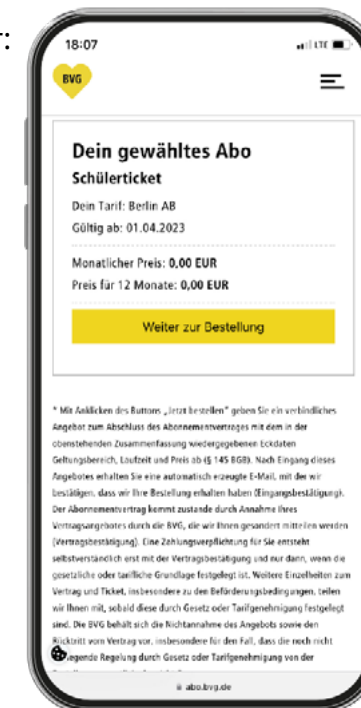 r:
18:07
LTE
BVG
Dein gewähltes Abo
Schülerticket
Dein Tarif: Berlin AB
Gültig ab: 01.04.2023
Monatlicher Preis: 0,00 EUR
Preis für 12 Monate: 0,00 EUR
Weiter zur Bestellung
* Mit Anklicken des Buttons „Jetzt bestellen" geben Sie ein verbindliches
Angebot zum Abschluss des Abonnementvertrages mit dem in der
obenstehenden Zusammenfassung wiedergegebenen Eckdaten
Geltungsbereich, Laufzeit und Preis ab (§ 145 BGB). Nach Eingang dieses
Angebotes erhalten Sie eine automatisch erzeugte E-Mail, mit der wir
bestätigen, dass wir Ihre Bestellung erhalten haben (Eingangsbestätigung).
Der Abonnementvertrag kommt zustande durch Annahme Ihres
Vertragsangebotes durch die BVG, die wir Ihnen gesondert mitteilen werden
(Vertragsbestätigung). Eine Zahlungsverpflichtung für Sie entsteht
selbstverständlich erst mit der Vertragsbestätigung und nur dann, wenn die
gesetzliche oder tarifliche Grundlage festgelegt ist. Weitere Einzelheiten zum
Vertrag und Ticket, insbesondere zu den Beförderungsbedingungen, teilen
wir Ihnen mit, sobald diese durch Gesetz oder Tarifgenehmigung festgelegt
sind. Die BVG behält sich die Nichtannahme des Angebots sowie den
Rücktritt vom Vertrag vor, insbesondere für den Fall, dass die noch nicht
egende Regelung durch Gesetz oder Tarifgenehmigung von der
abo.bvg.de